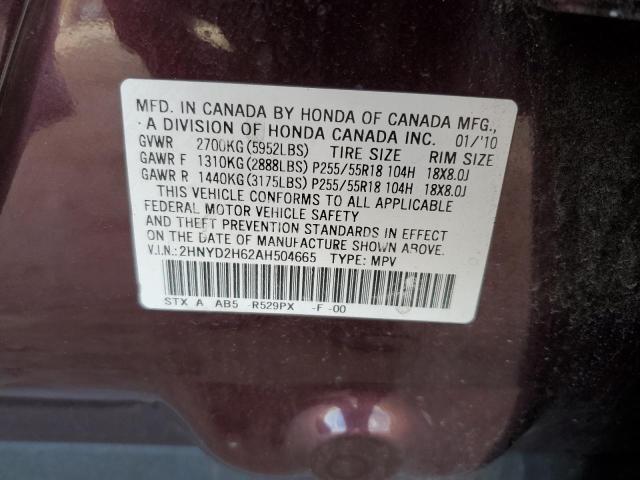 MFD. IN CANADA BY HONDA OF CANADA MFG.,
A DIVISION OF HONDA CANADA INC. 01/'10
GVWR 2700KG(5952LBS) TIRE SIZE RIM SIZE
GAWR F 1310KG(2888LBS) P255/55R18 104H 18X8.0J
GAWR R 1440KG(3175LBS) P255/55R18 104H 18X8.0J
THIS VEHICLE CONFORMS TO ALL APPLICABLE
FEDERAL MOTOR VEHICLE SAFETY
AND THEFT PREVENTION STANDARDS IN EFFECT
ON THE DATE OF MANUFACTURE SHOWN ABOVE.
V.I.N.:2HNYD2H62AH504665 TYPE: MPV
STX A AB5 -R529PX -F -00